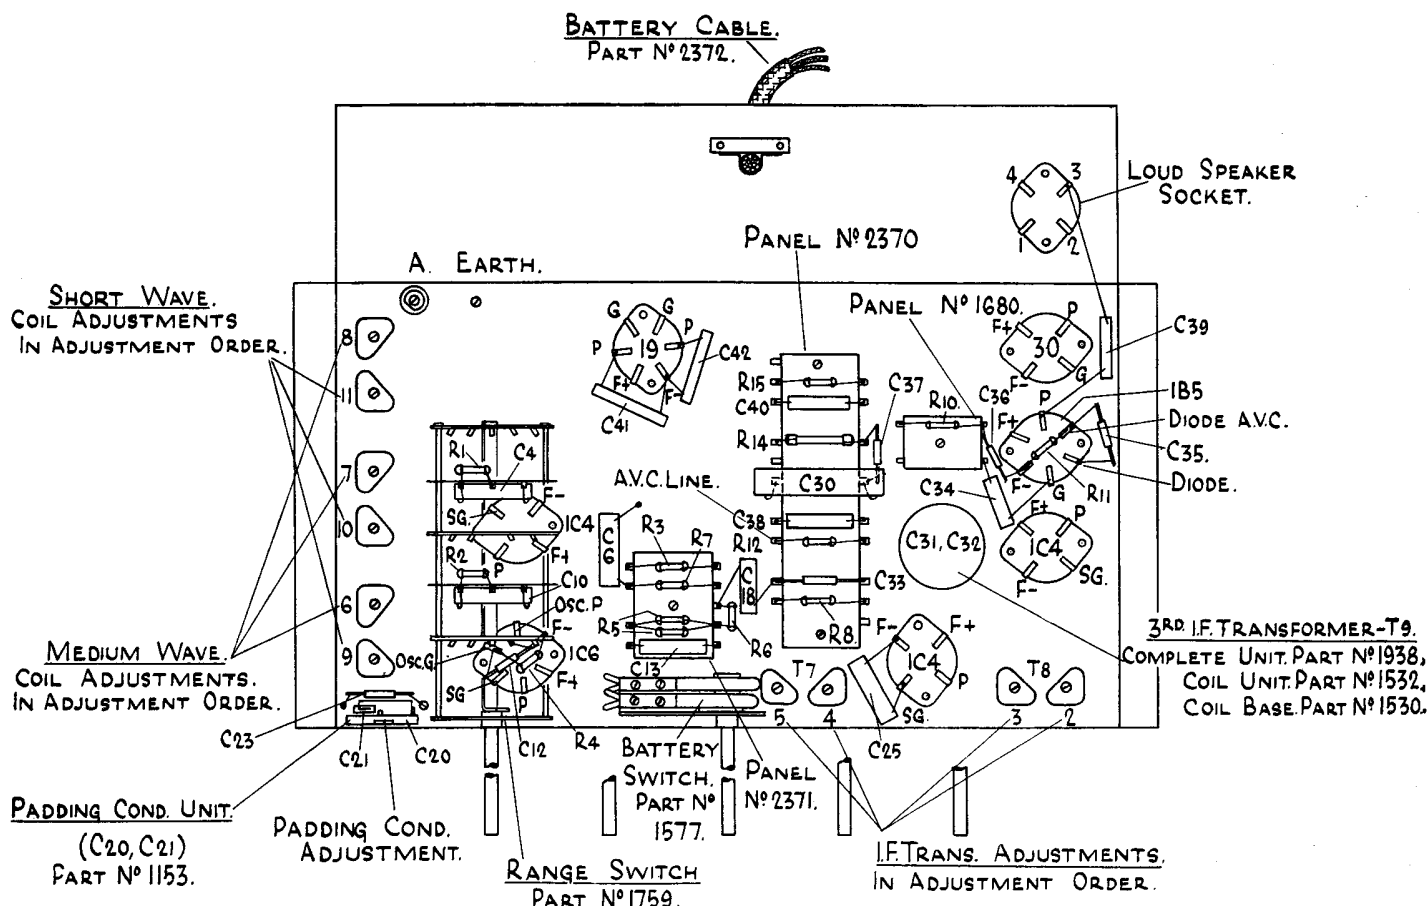 BATTERY CABLE.
PART Nº 2372.
4 3
LOUD SPEAKER
SOCKET.
1 2
PANEL Nº 2370
A. EARTH.
SHORT WAVE.
COIL ADJUSTMENTS
IN ADJUSTMENT ORDER.
8
11
7
10
6
9
MEDIUM WAVE.
COIL ADJUSTMENTS.
IN ADJUSTMENT ORDER.
G G
P 19 P
F+ F-
C42
C41
PANEL Nº 1680.
F+ P
30
F- G
C39
R15
C40
R14
C37
R10.
C36
C30
A.V.C. LINE.
C38
R12
C33
R8.
P
F+
1B5
DIODE A.V.C.
C35.
F- G
R11
DIODE.
C34
F+ P
1C4
F- SG.
C31, C32
R1 C4
F-
SG.
1C4
P F+
R2
C10
OSC. P
F-
OSC.G.
1C6
SG
P F+
C12
R4
C6
R3
R7
C18
R5
R6
C13
F- F+
1C4
P
SG.
C25
T7
5 4
T8
3 2
3RD. I.F. TRANSFORMER-T9.
COMPLETE UNIT. PART Nº 1938,
COIL UNIT. PART Nº 1532,
COIL BASE. PART Nº 1530.
C23
C21
C20
PADDING COND. UNIT.
(C20, C21)
PART Nº 1153.
PADDING COND.
ADJUSTMENT.
RANGE SWITCH
PART Nº 1759.
BATTERY
SWITCH.
PART Nº
1577.
PANEL
Nº 2371.
I.F. TRANS. ADJUSTMENTS.
IN ADJUSTMENT ORDER.